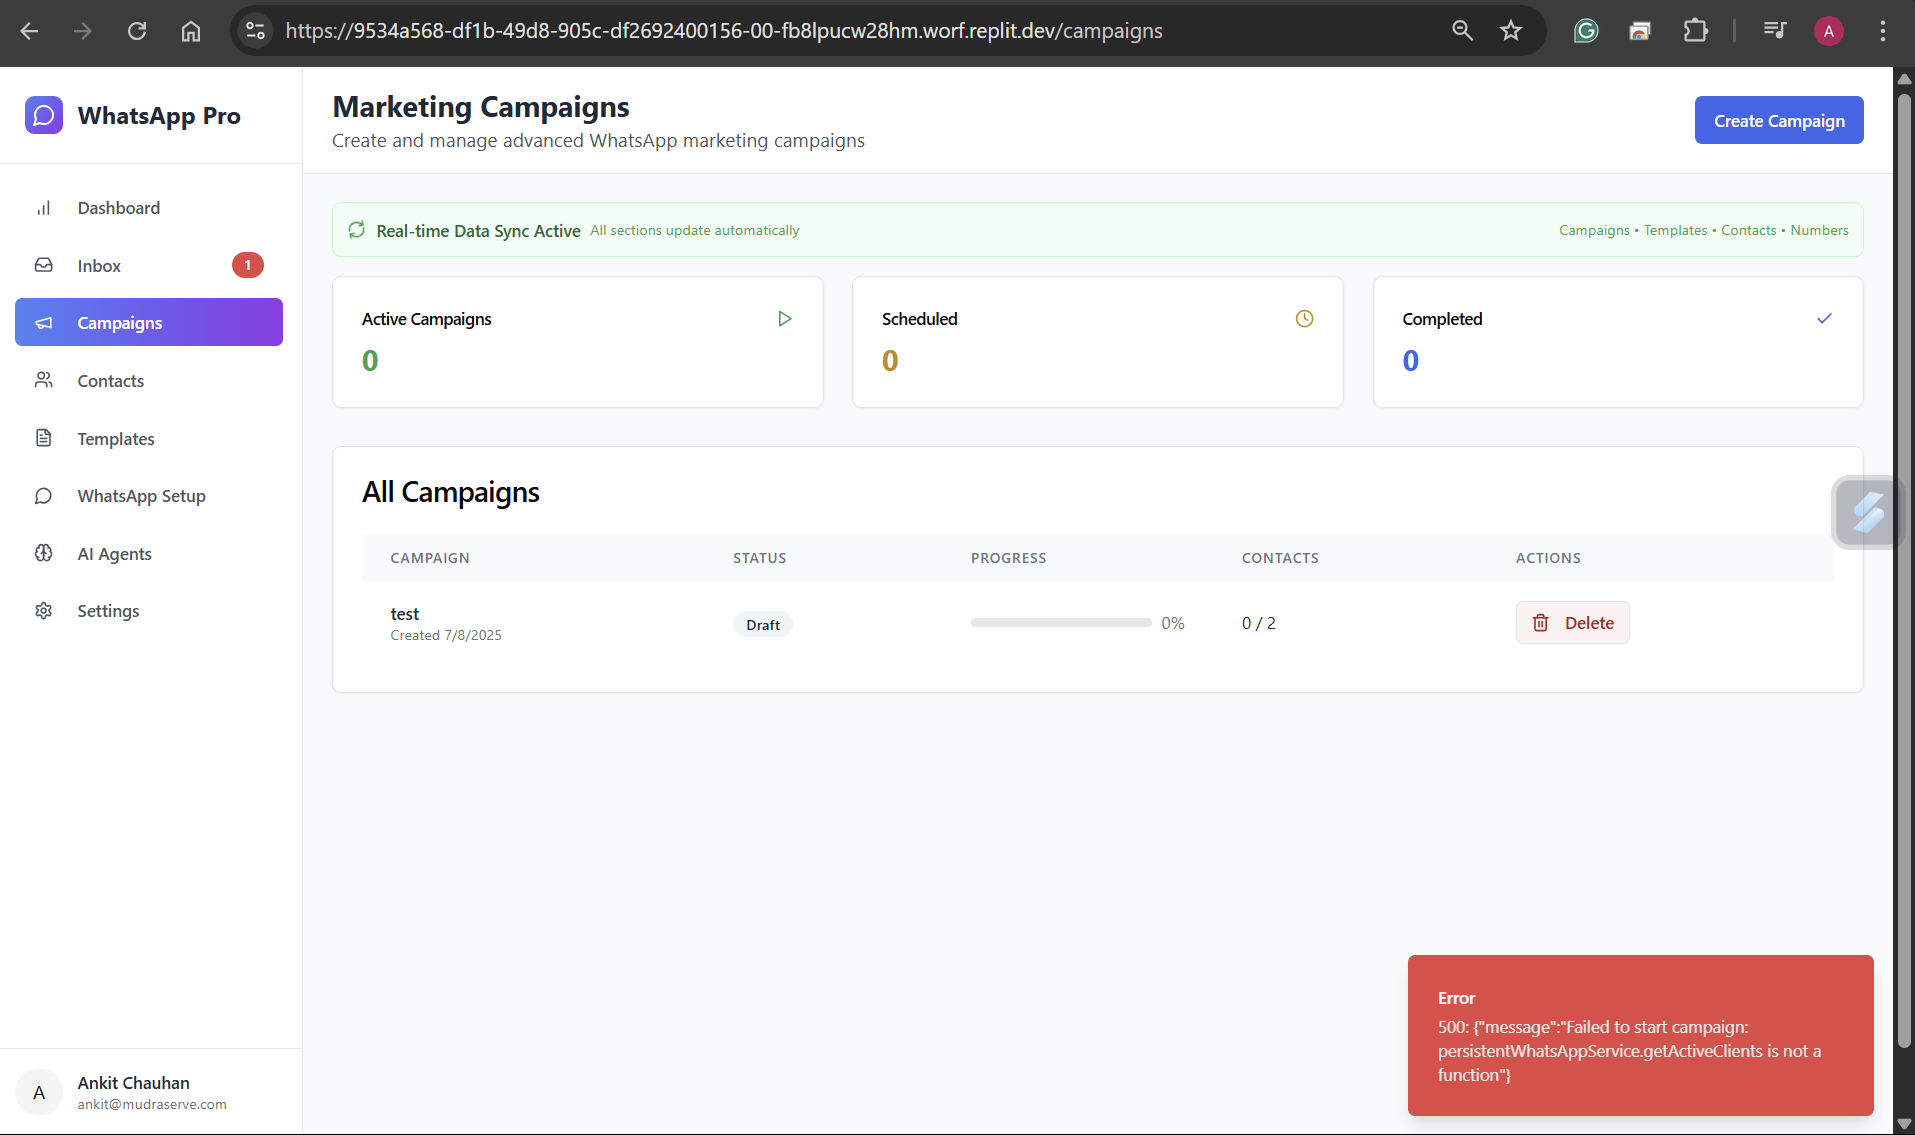 https://9534a568-df1b-49d8-905c-df2692400156-00-fb8lpucw28hm.worf.replit.dev/campaigns
A
WhatsApp Pro
Dashboard
Inbox
1
Campaigns
Contacts
Templates
WhatsApp Setup
AI Agents
Settings
A
Ankit Chauhan
ankit@mudraserve.com
Marketing Campaigns
Create and manage advanced WhatsApp marketing campaigns
Create Campaign
Real-time Data Sync Active All sections update automatically
Campaigns • Templates • Contacts • Numbers
Active Campaigns
0
Scheduled
0
Completed
0
All Campaigns
CAMPAIGN STATUS PROGRESS CONTACTS ACTIONS
test
Created 7/8/2025
Draft
0%
0 / 2
Delete
Error
500: {"message":"Failed to start campaign:
persistentWhatsAppService.getActiveClients is not a
function"}